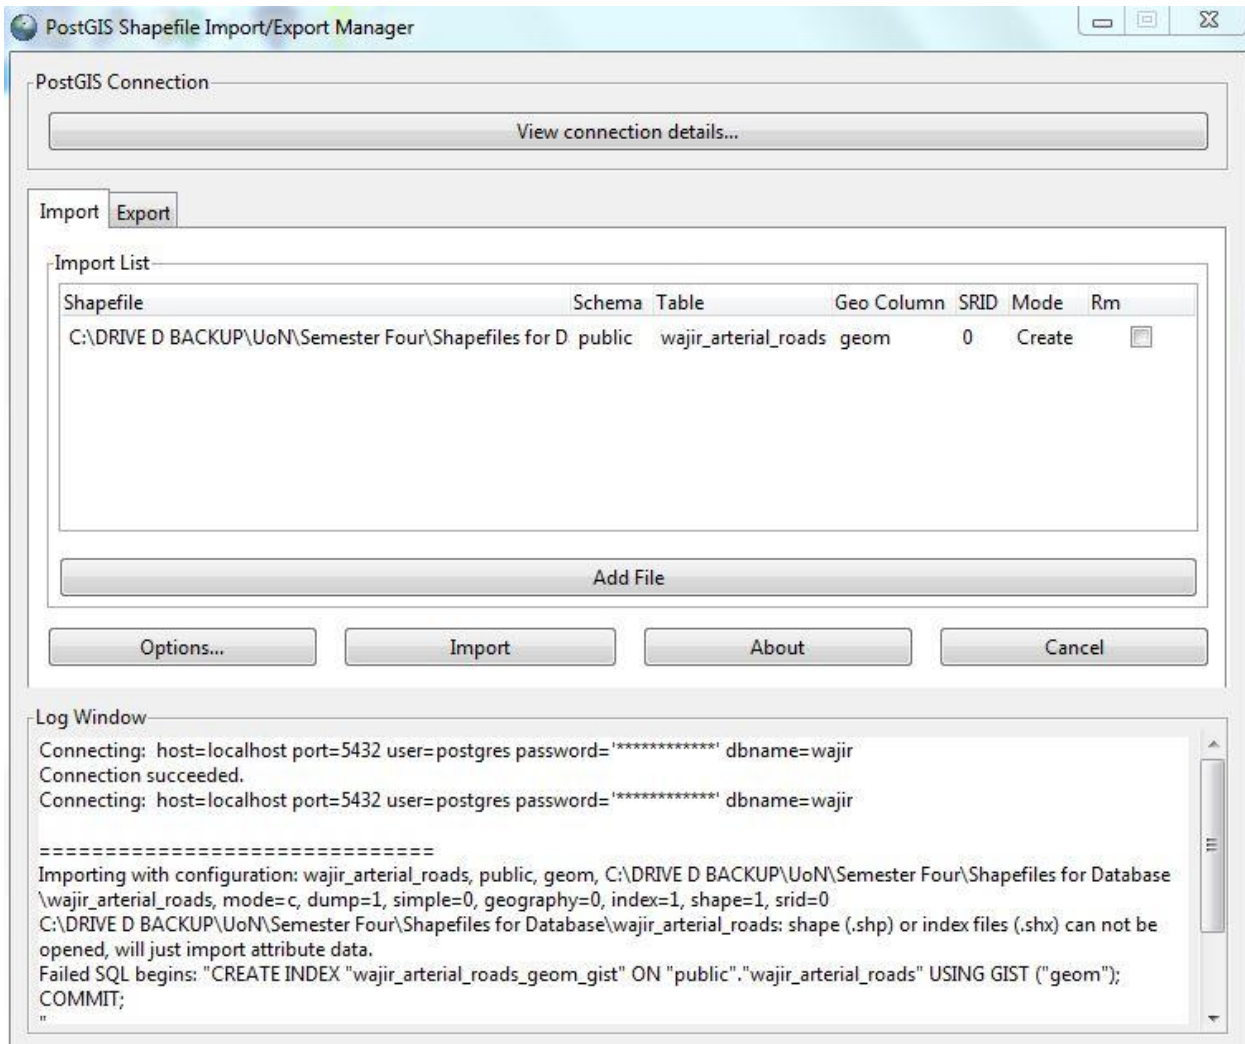 PostGIS Shapefile Import/Export Manager
PostGIS Connection
View connection details...
Import Export
Import List
Shapefile Schema Table Geo Column SRID Mode Rm
C:\DRIVE D BACKUP\UoN\Semester Four\Shapefiles for D public wajir_arterial_roads geom 0 Create
Add File
Options... Import About Cancel
Log Window
Connecting: host=localhost port=5432 user=postgres password='************' dbname=wajir
Connection succeeded.
Connecting: host=localhost port=5432 user=postgres password='************' dbname=wajir
==============================
Importing with configuration: wajir_arterial_roads, public, geom, C:\DRIVE D BACKUP\UoN\Semester Four\Shapefiles for Database
\wajir_arterial_roads, mode=c, dump=1, simple=0, geography=0, index=1, shape=1, srid=0
C:\DRIVE D BACKUP\UoN\Semester Four\Shapefiles for Database\wajir_arterial_roads: shape (.shp) or index files (.shx) can not be
opened, will just import attribute data.
Failed SQL begins: "CREATE INDEX "wajir_arterial_roads_geom_gist" ON "public"."wajir_arterial_roads" USING GIST ("geom");
COMMIT;
"